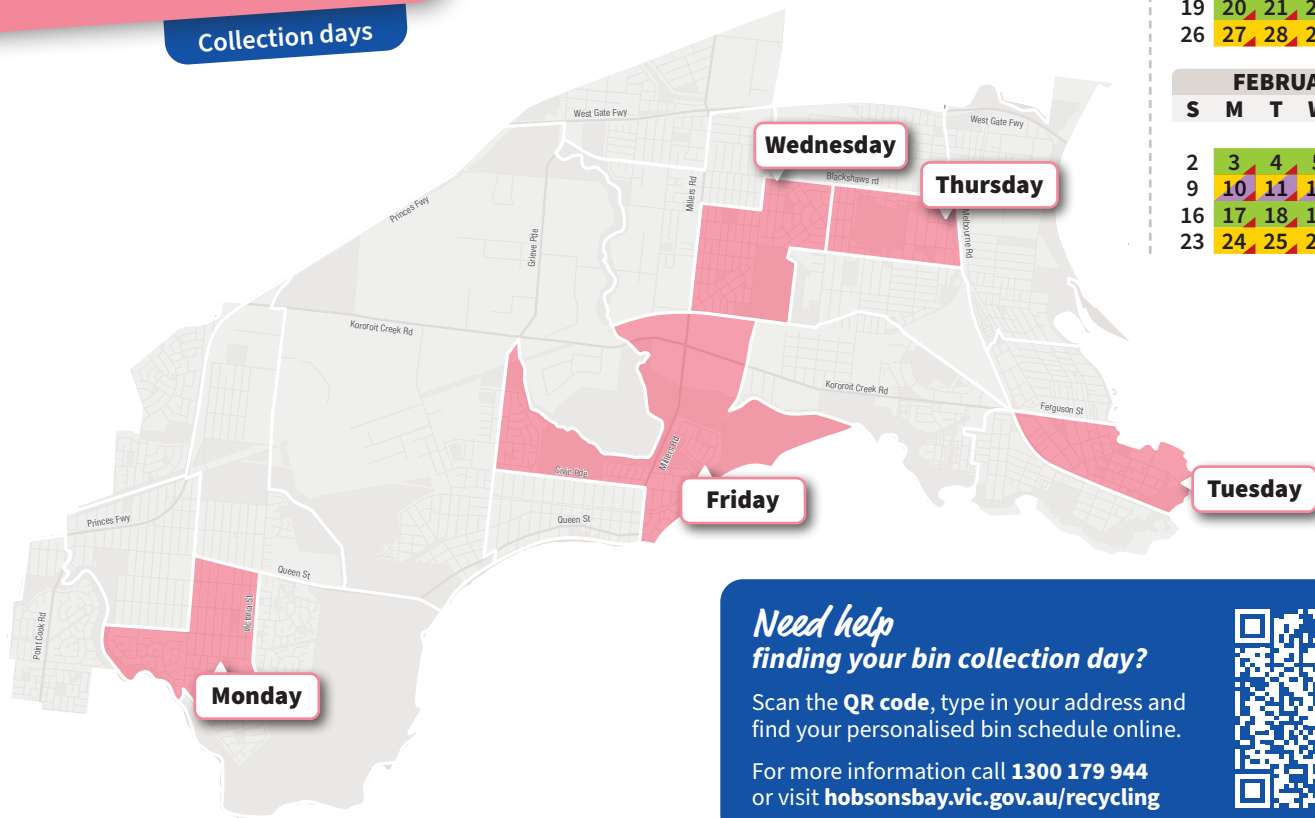 Collection days
19 20 21
26 27 28
S M T
2 3 4
9 10 11
16 17 18
23 24 25
West Gate Fwy
West Gate Fwy
Wednesday
Blackshaws rd
Thursday
Millers Rd
Princes Fwy
Melbourne Rd
Grieve Pde
Kororoit Creek Rd
Kororoit Creek Rd
Ferguson St
Millers Rd
Civic Pde
Friday
Tuesday
Princes Fwy
Queen St
Queen St
Victoria St
Point Cook Rd
Monday
Need help
finding your bin collection day?
Scan the QR code, type in your address and
find your personalised bin schedule online.
For more information call 1300 179 944
or visit hobsonsbay.vic.gov.au/recycling